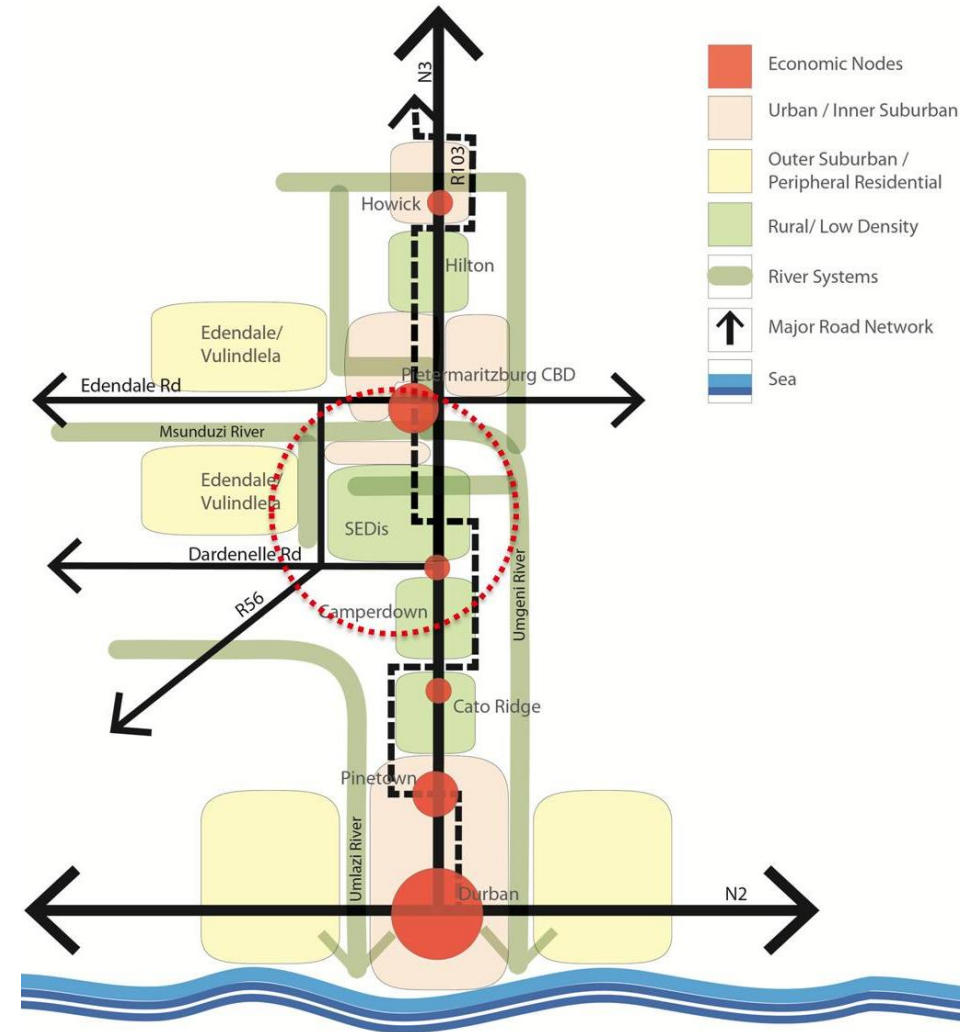 N3
R103
Howick
Hilton
Edendale/
Vulindlela
Pietermaritzburg CBD
Edendale Rd
Msunduzi River
Edendale/
Vulindlela
SEDis
Dardenelle Rd
R56
Camperdown
Umgeni River
Cato Ridge
Pinetown
Umlazi River
Durban
N2
Economic Nodes
Urban / Inner Suburban
Outer Suburban /
Peripheral Residential
Rural/ Low Density
River Systems
Major Road Network
Sea